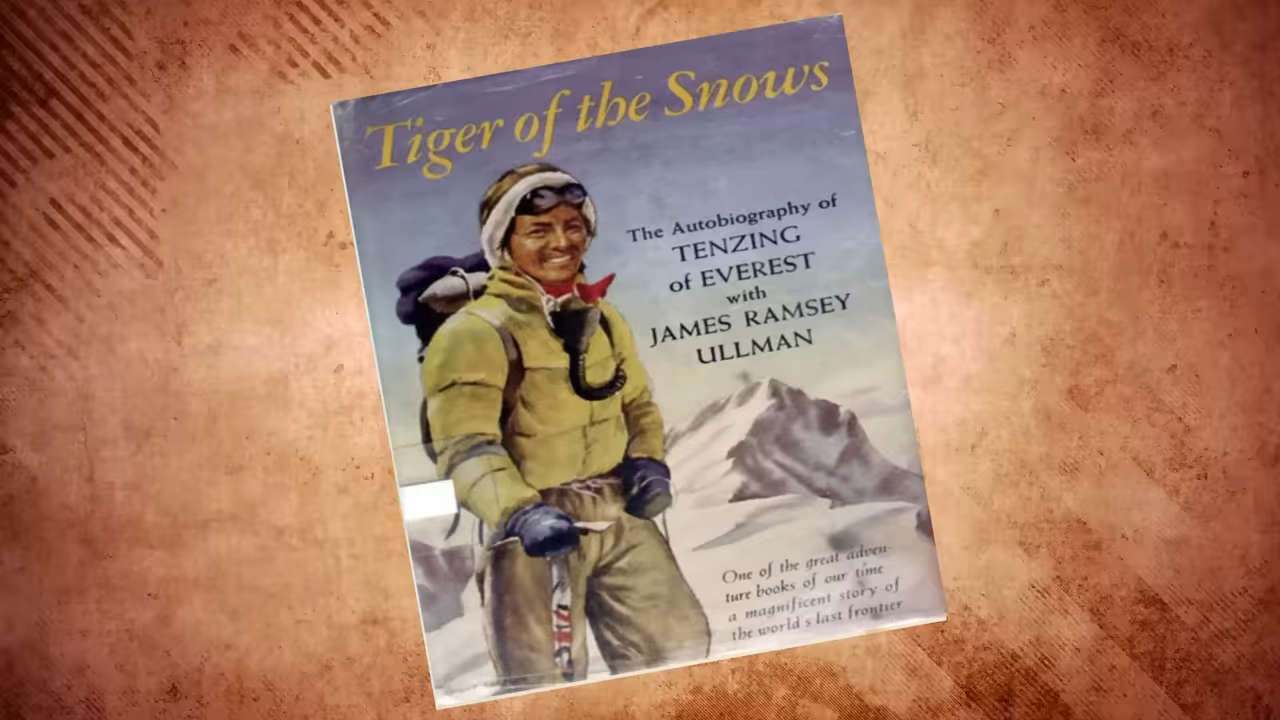 Tiger of the Snows
The Autobiography of
TENZING
of EVEREST
with
JAMES RAMSEY
ULLMAN
One of the great adven-
ture books of our time
a magnificent story of
the world's last frontier